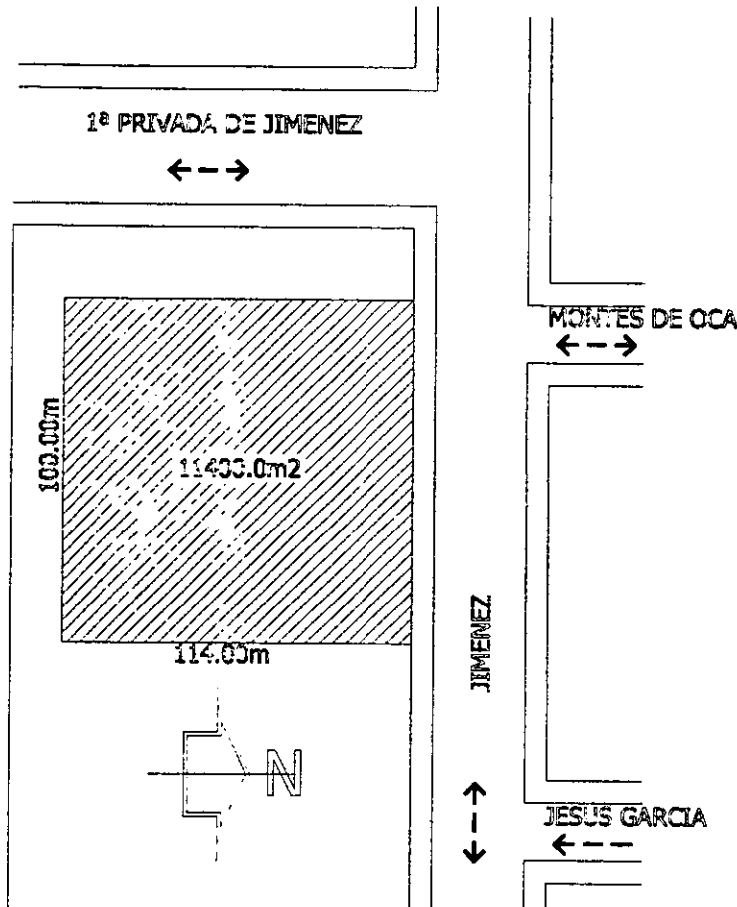 1ª PRIVADA DE JIMENEZ
MONTES DE OCA
100.00m
11400.0m2
114.00m
JIMENEZ
N
JESUS GARCIA